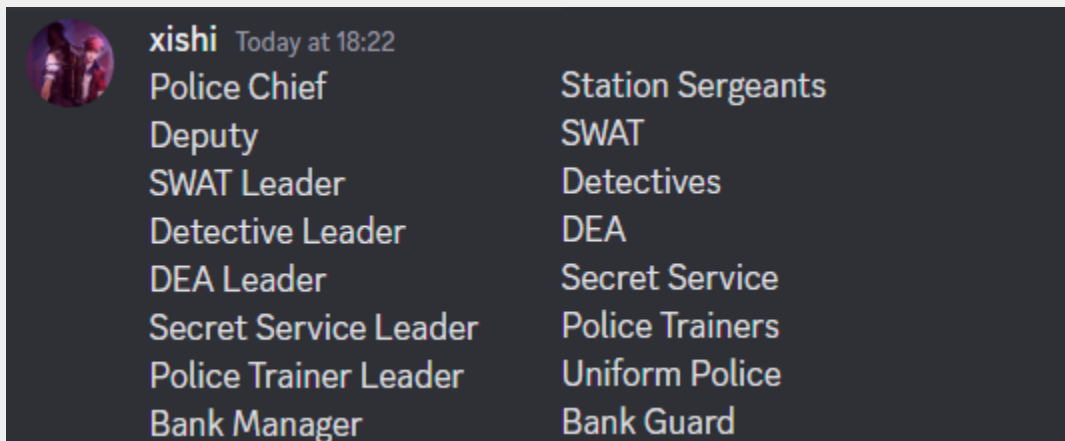 xishi Today at 18:22
Police Chief
Deputy
SWAT Leader
Detective Leader
DEA Leader
Secret Service Leader
Police Trainer Leader
Bank Manager
Station Sergeants
SWAT
Detectives
DEA
Secret Service
Police Trainers
Uniform Police
Bank Guard